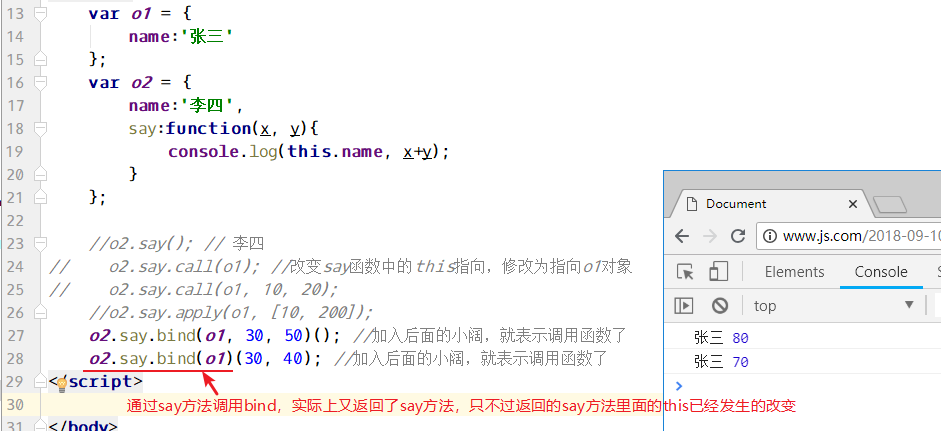 13 var o1 = {
14 name:'张三'
15 };
16 var o2 = {
17 name:'李四',
18 say:function(x, y){
19 console.log(this.name, x+y);
20 }
21 };
22
23 //o2.say(); // 李四
24 // o2.say.call(o1); //改变say函数中的this指向，修改为指向o1对象
25 // o2.say.call(o1, 10, 20);
26 //o2.say.apply(o1, [10, 200]);
27 o2.say.bind(o1, 30, 50)(); //加入后面的小阔，就表示调用函数了
28 o2.say.bind(o1)(30, 40); //加入后面的小阔，就表示调用函数了
29 </script>
30 通过say方法调用bind，实际上又返回了say方法，只不过返回的say方法里面的this已经发生的改变
31 </body>
Document ×
www.js.com/2018-09-10
Elements Console
top
张三 80
张三 70
>